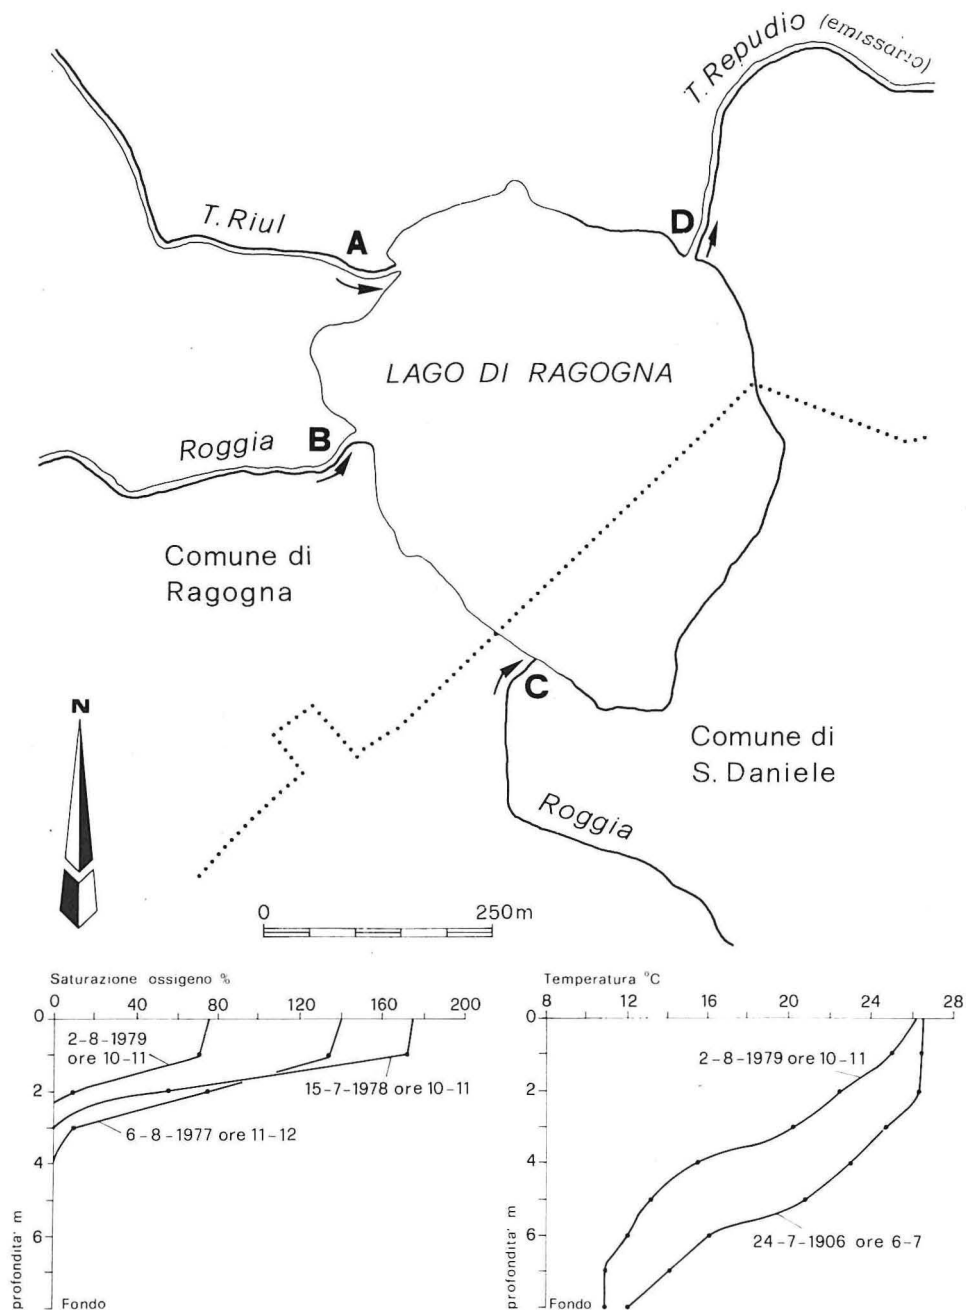 T. Repudio (emissario)
T. Riul
A
D
LAGO DI RAGOGNA
Roggia
B
Comune di
Ragogna
C
N
Comune di
S. Daniele
Roggia
0 250m
Saturazione ossigeno %
0 40 80 120 160 200
0
2
4
6
profondita' m
Fondo
2-8-1979
ore 10-11
15-7-1978 ore 10-11
6-8-1977 ore 11-12
Temperatura °C
8 12 16 20 24 28
0
2
4
6
profondita' m
Fondo
2-8-1979 ore 10-11
24-7-1906 ore 6-7